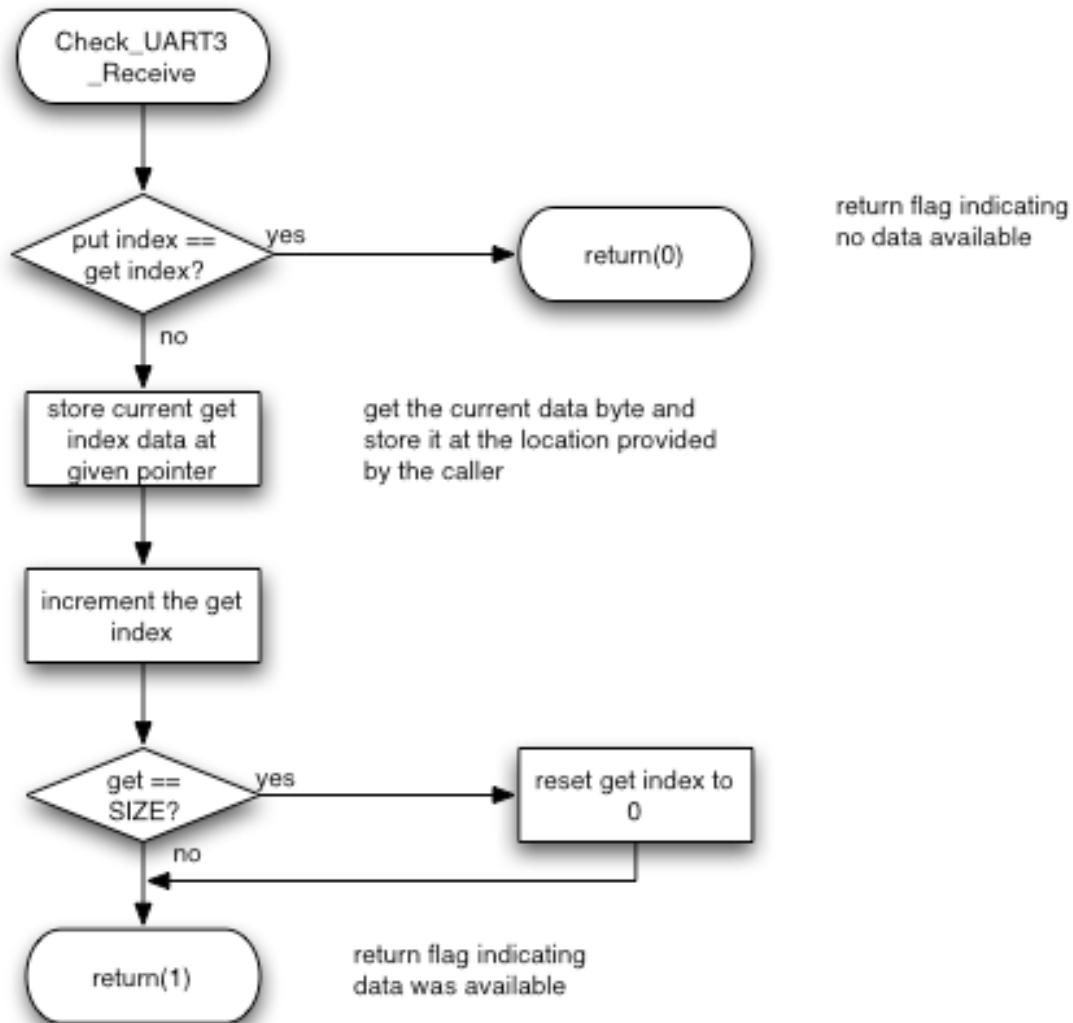 Check_UART3
_Receive
put index ==
get index?
yes
return(0)
return flag indicating
no data available
no
store current get
index data at
given pointer
get the current data byte and
store it at the location provided
by the caller
increment the get
index
get ==
SIZE?
yes
reset get index to
0
no
return(1)
return flag indicating
data was available